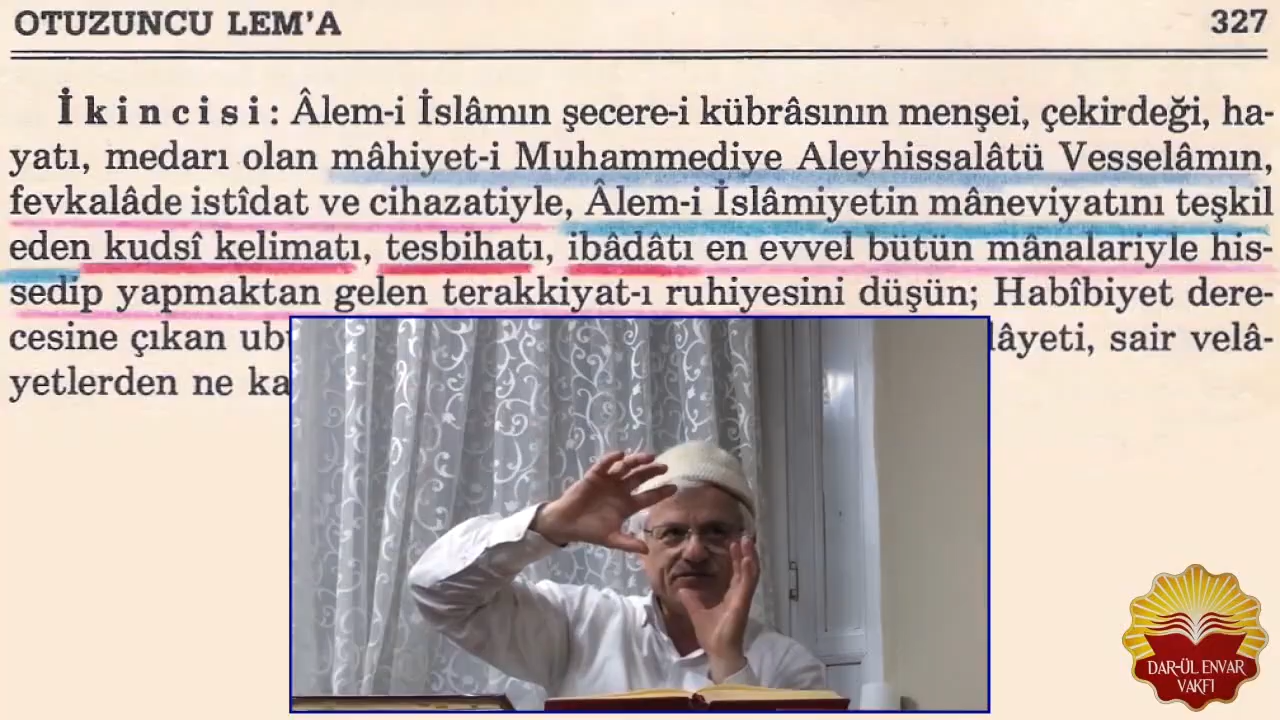 OTUZUNCU LEM'A 327
İkincisi: Âlem-i İslâmın şecere-i kübrâsının menşei, çekirdeği, ha-
yatı, medarı olan mâhiyet-i Muhammediye Aleyhissalâtü Vesselâmın,
fevkalâde istîdat ve cihazatiyle, Âlem-i İslâmiyetin mâneviyatını teşkil
eden kudsî kelimatı, tesbihatı, ibâdâtı en evvel bütün mânalariyle his-
sedip yapmaktan gelen terakkiyat-ı ruhiyesini düşün; Habîbiyet dere-
cesine çıkan lâyeti, sair velâ-
yetlerden ne
DAR-ÜL ENVAR
VAKFI